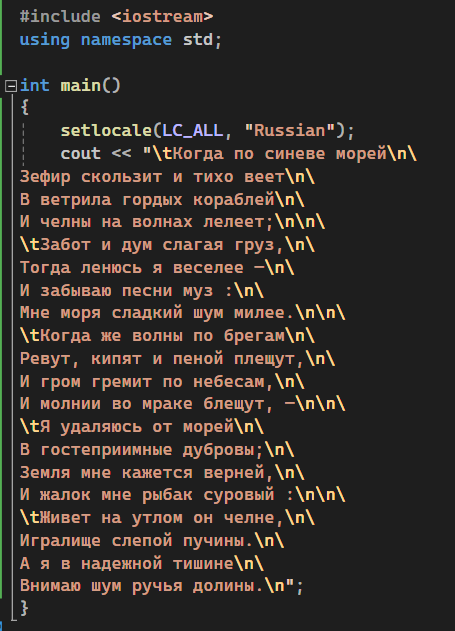 #include <iostream>
using namespace std;
int main()
{
setlocale(LC_ALL, "Russian");
cout << "\tКогда по синеве морей\n\
Зефир скользит и тихо веет\n\
В ветрила гордых кораблей\n\
И челны на волнах лелеет;\n\n\
\tЗабот и дум слагая груз,\n\
Тогда ленюсь я веселее —\n\
И забываю песни муз :\n\
Мне моря сладкий шум милее.\n\n\
\tКогда же волны по брегам\n\
Ревут, кипят и пеной плещут,\n\
И гром гремит по небесам,\n\
И молнии во мраке блещут, —\n\n\
\tЯ удаляюсь от морей\n\
В гостеприимные дубровы;\n\
Земля мне кажется верней,\n\
И жалок мне рыбак суровый :\n\n\
\tЖивет на утлом он челне,\n\
Игралище слепой пучины.\n\
А я в надежной тишине\n\
Внимаю шум ручья долины.\n";
}